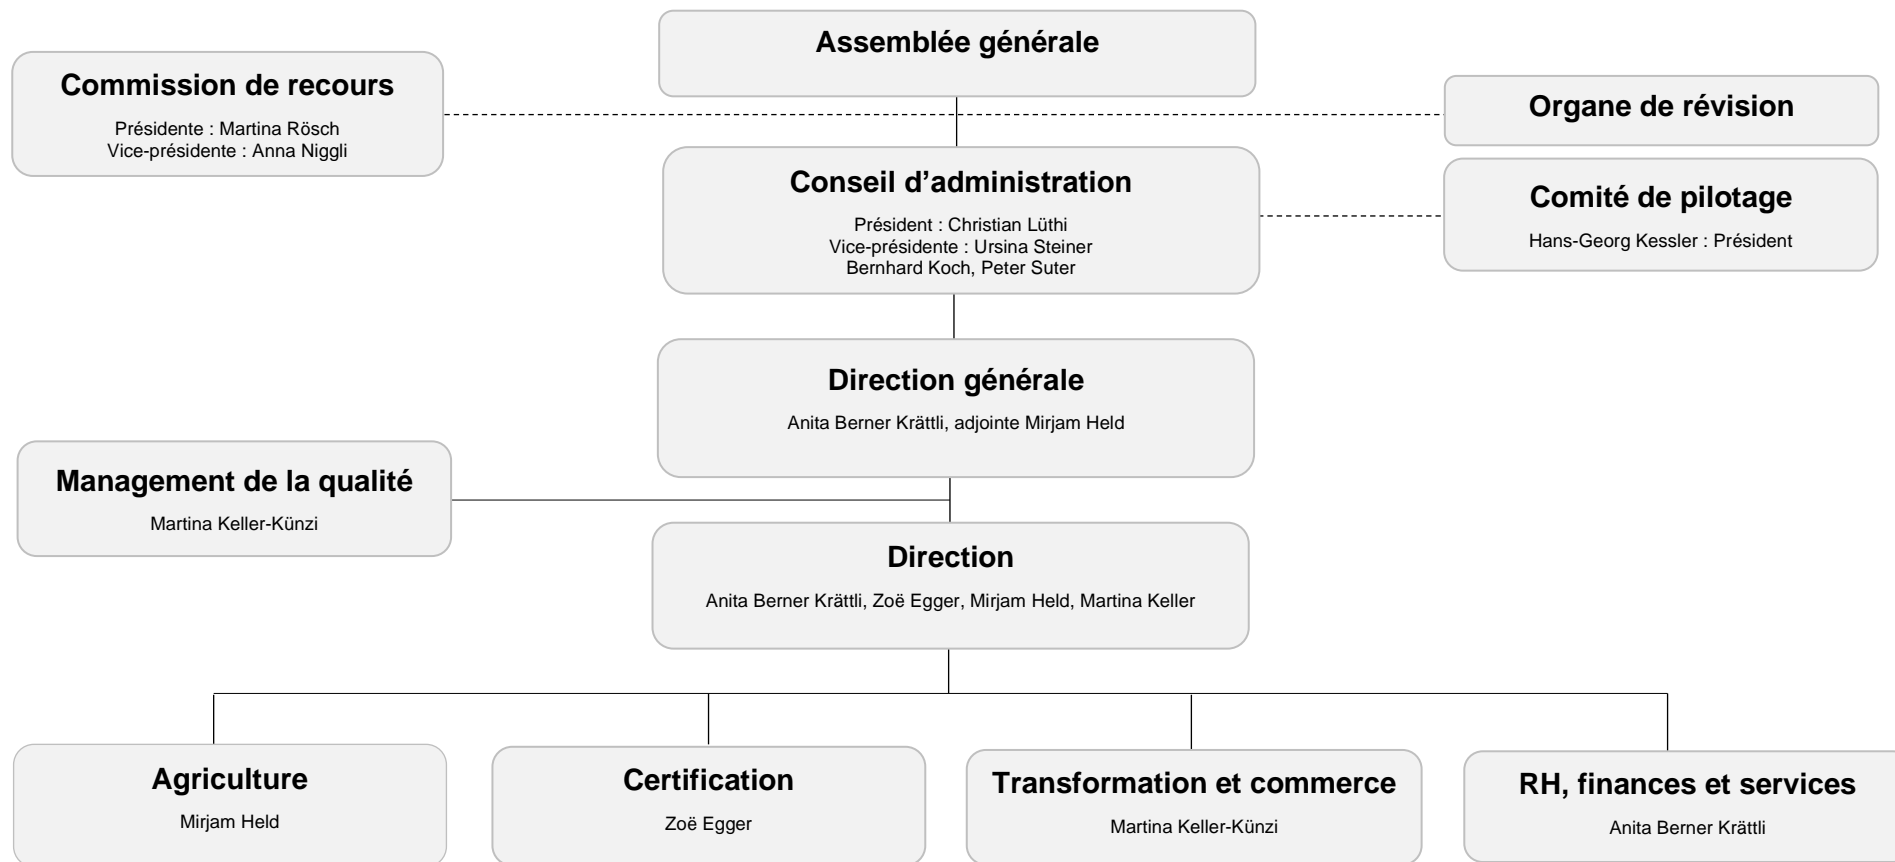 Assemblée générale
Commission de recours
Présidente : Martina Rösch
Vice-présidente : Anna Niggli
Organe de révision
Conseil d’administration
Président : Christian Lüthi
Vice-présidente : Ursina Steiner
Bernhard Koch, Peter Suter
Comité de pilotage
Hans-Georg Kessler : Président
Direction générale
Anita Berner Krättli, adjointe Mirjam Held
Management de la qualité
Martina Keller-Künzi
Direction
Anita Berner Krättli, Zoë Egger, Mirjam Held, Martina Keller
Agriculture
Mirjam Held
Certification
Zoë Egger
Transformation et commerce
Martina Keller-Künzi
RH, finances et services
Anita Berner Krättli